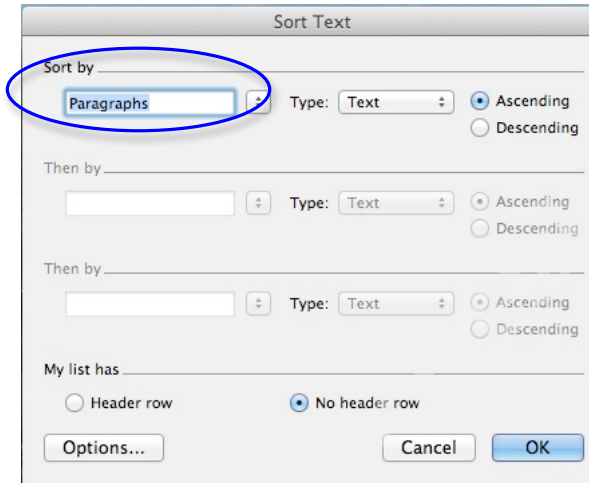 Sort Text
Sort by
Paragraphs Type: Text Ascending
Descending
Then by
Type: Text Ascending
Descending
Then by
Type: Text Ascending
Descending
My list has
Header row No header row
Options... Cancel OK